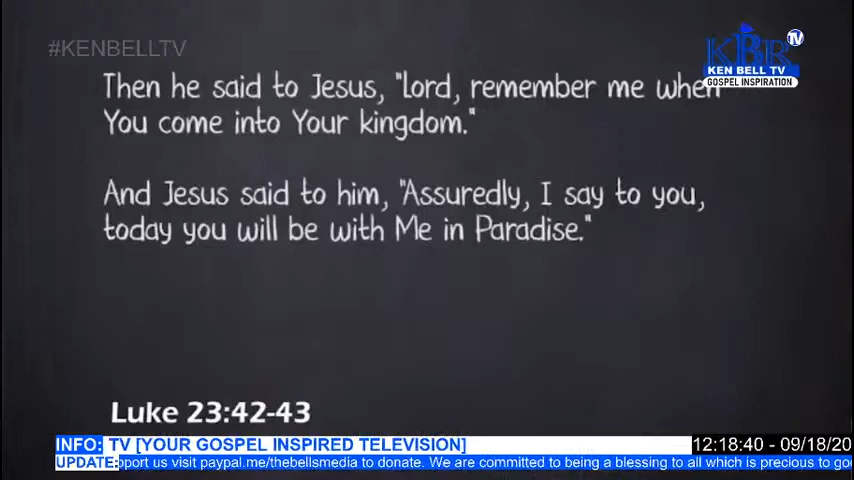 #KENBELLTV
KBR TV
KEN BELL TV
GOSPEL INSPIRATION
Then he said to Jesus, "Lord, remember me when
You come into Your kingdom."
And Jesus said to him, "Assuredly, I say to you,
today you will be with Me in Paradise."
Luke 23:42-43
INFO: TV [YOUR GOSPEL INSPIRED TELEVISION]
12:18:40 - 09/18/20
UPDATE: port us visit paypal.me/thebellsmedia to donate. We are committed to being a blessing to all which is precious to go